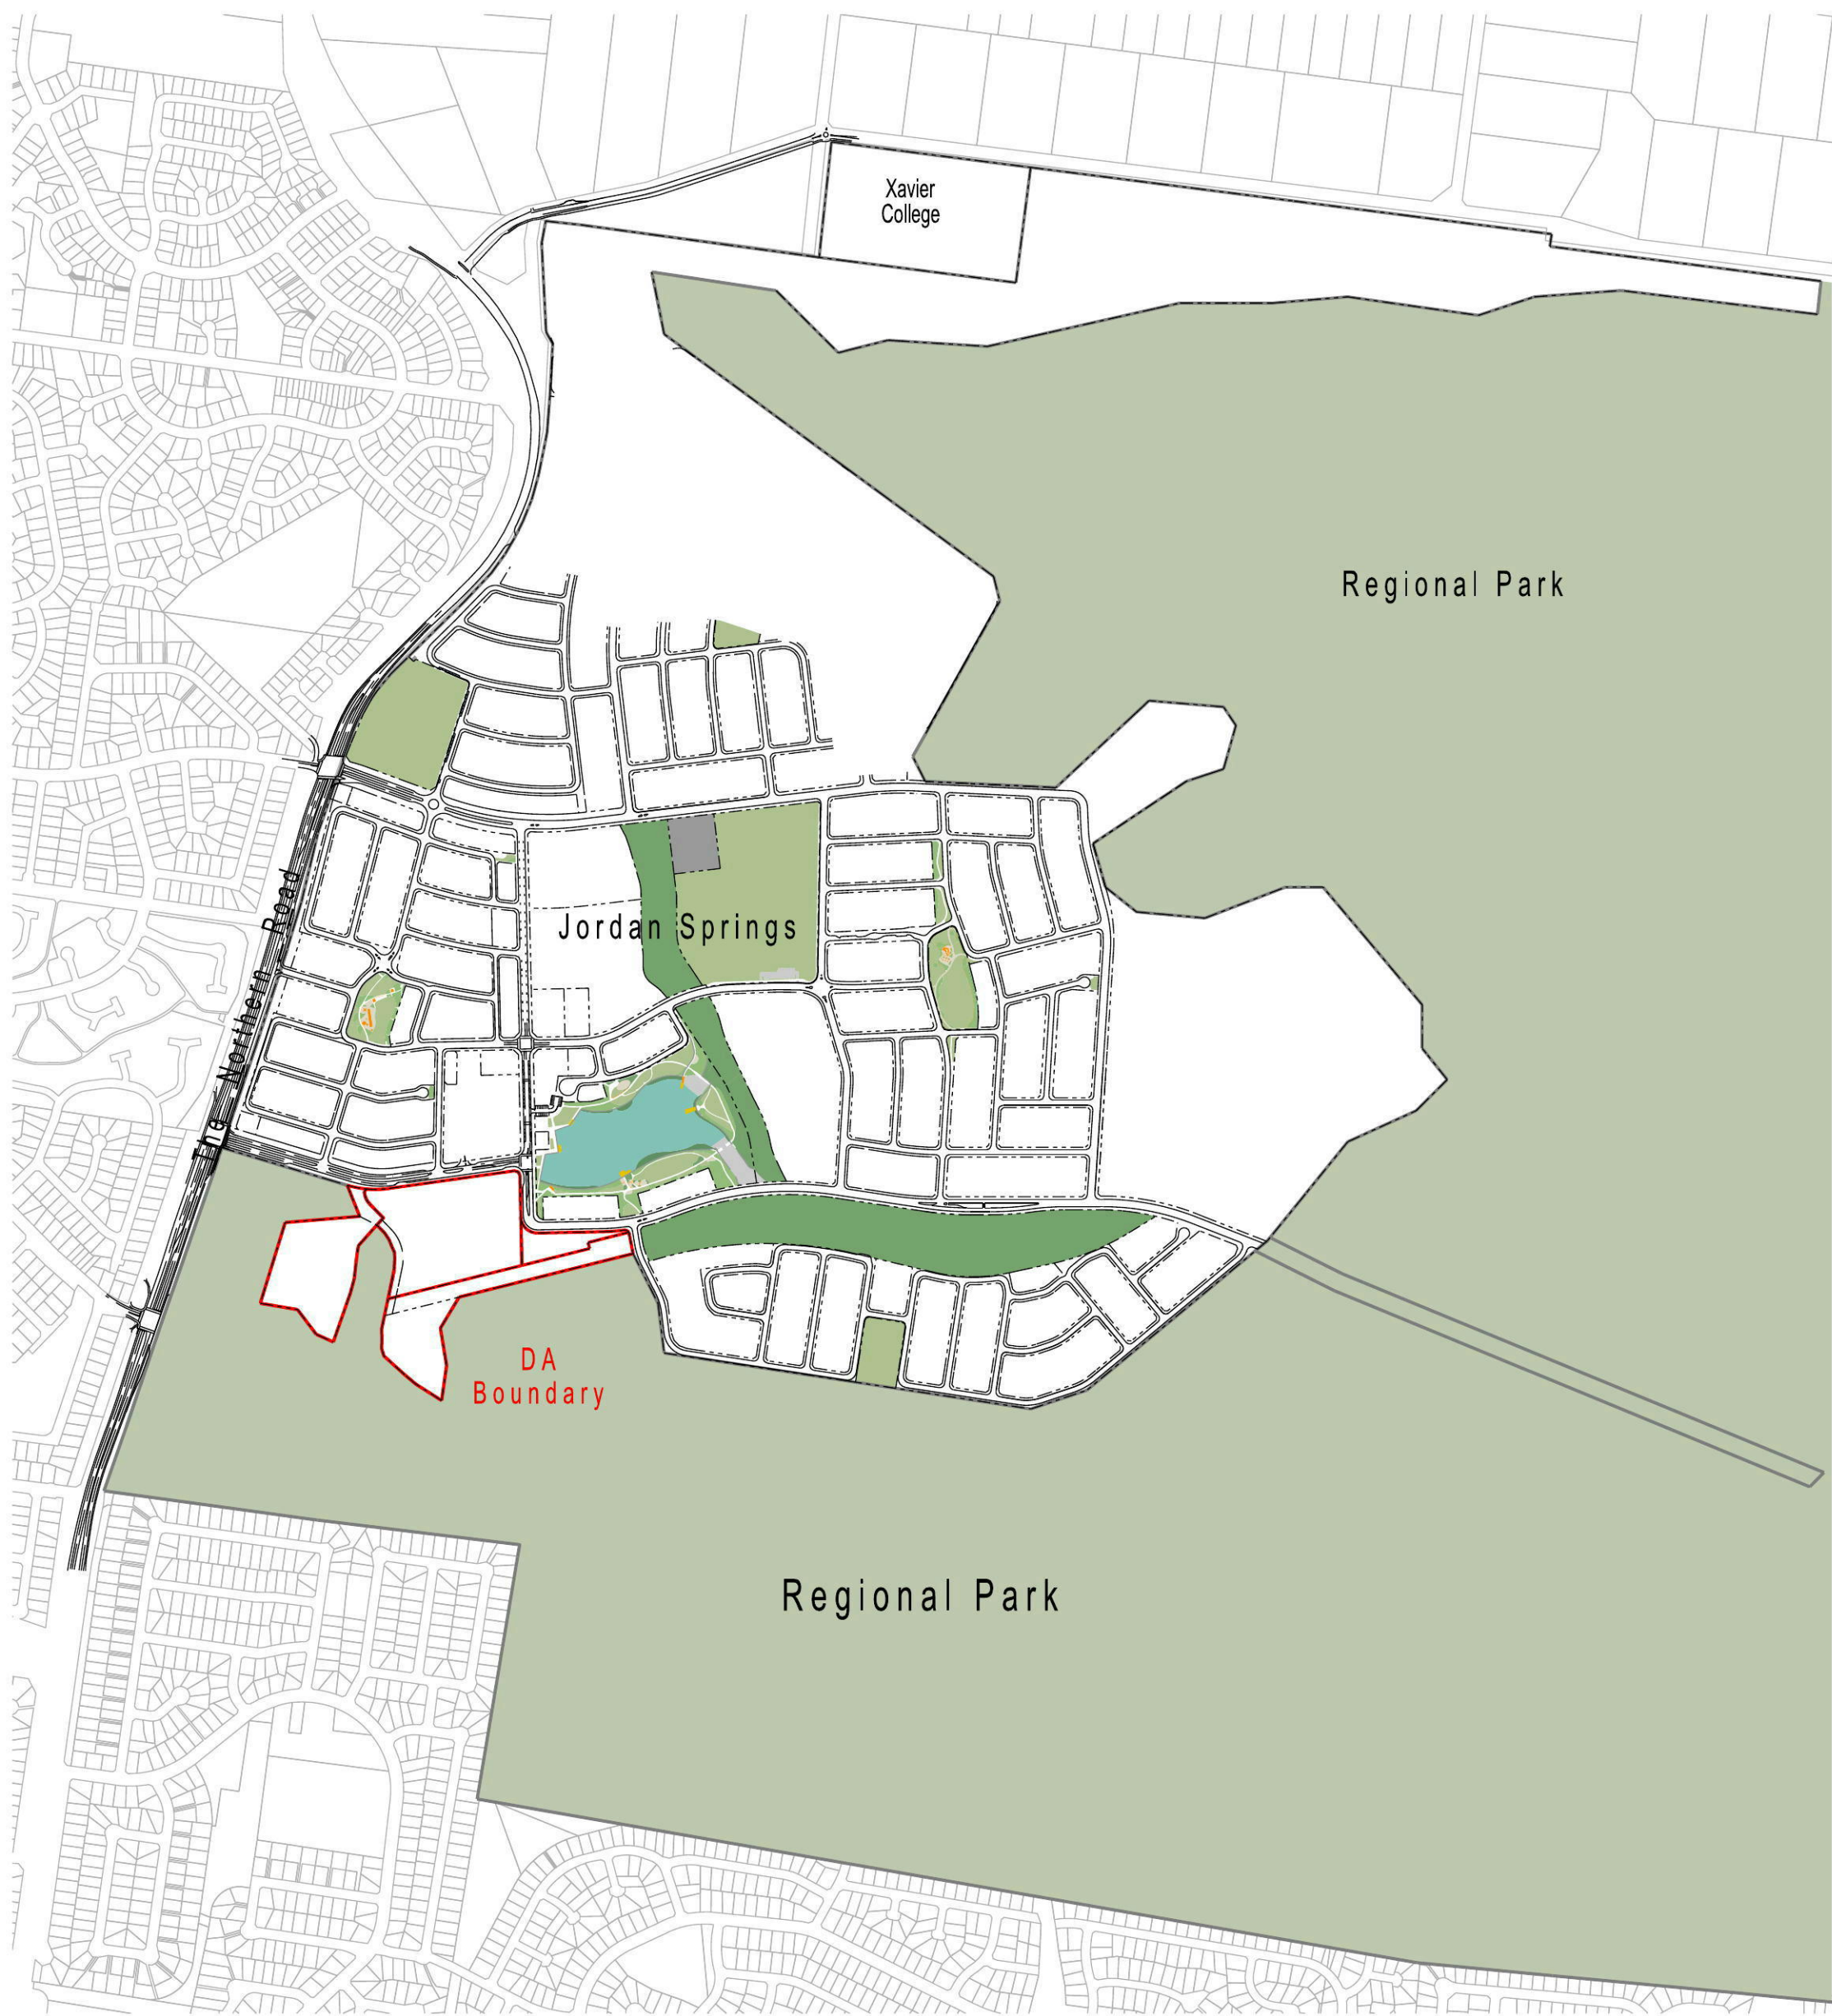 Xavier
College
Regional Park
Jordan Springs
The Northern Road
DA
Boundary
Regional Park